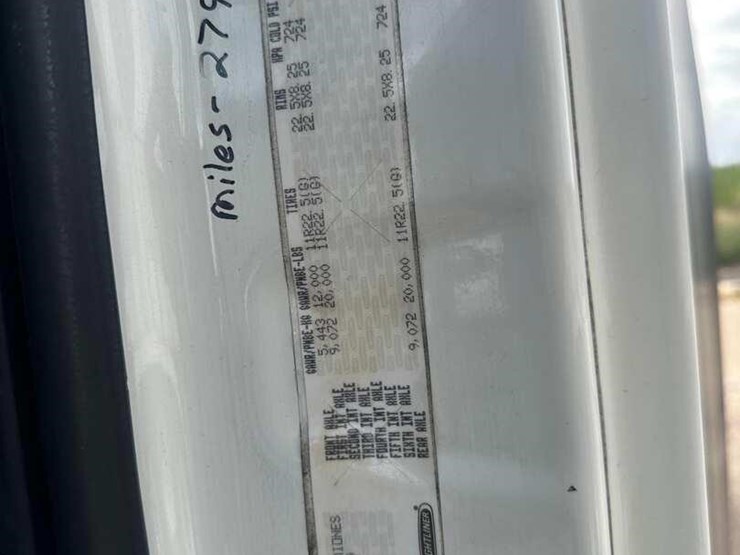 miles-279
GAWR/PNBE-KG GAWR/PNBE-LBS TIRES RIMS KPA COLD PSI
FRONT AXLE 5,443 12,000 11R22.5(G) 22.5X8.25 724
FIRST INT AXLE 9,072 20,000 11R22.5(G) 22.5X8.25 724
SECOND INT AXLE
THIRD INT AXLE
FOURTH INT AXLE
FIFTH INT AXLE
SIXTH INT AXLE
REAR AXLE 9,072 20,000 11R22.5(G) 22.5X8.25 724
IONES
GHTLINER